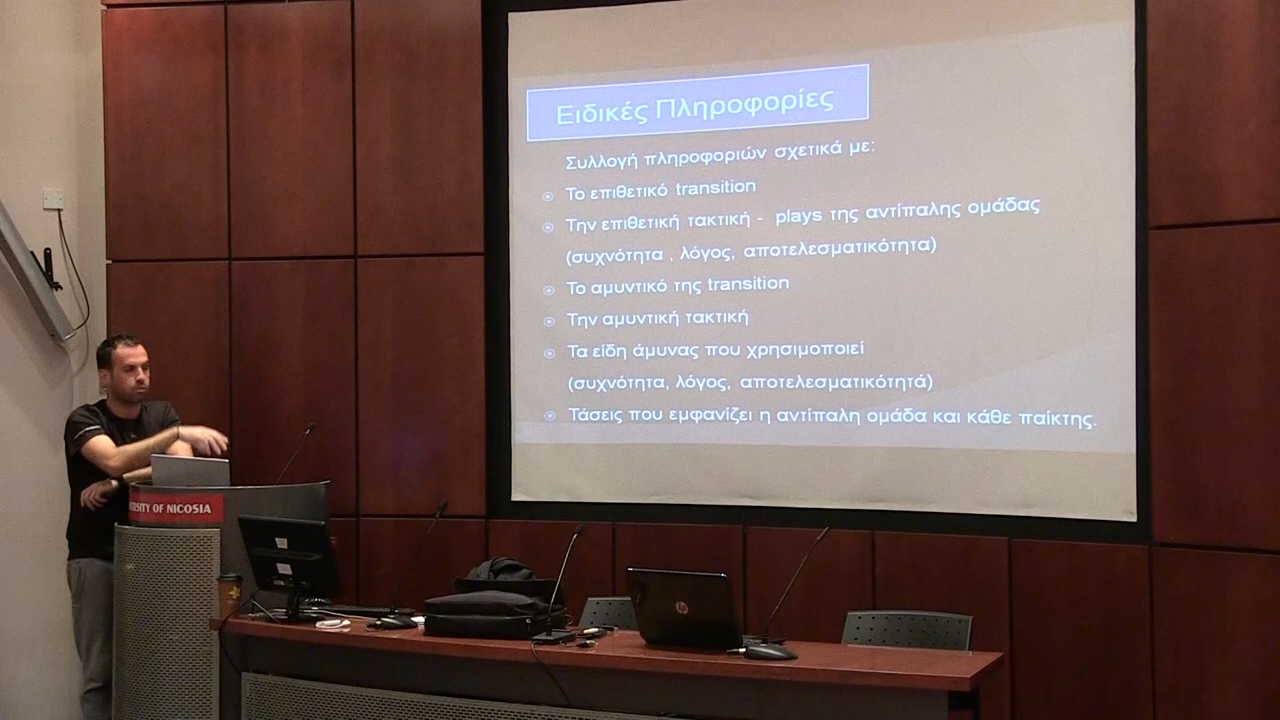 Ειδικές Πληροφορίες
Συλλογή πληροφοριών σχετικά με:
Το επιθετικό transition
Την επιθετική τακτική - plays της αντίπαλης ομάδας
(συχνότητα , λόγος, αποτελεσματικότητα)
Το αμυντικό της transition
Την αμυντική τακτική
Τα είδη άμυνας που χρησιμοποιεί
(συχνότητα, λόγος, αποτελεσματικότητά)
Τάσεις που εμφανίζει η αντίπαλη ομάδα και κάθε παίκτης.
ERSITY OF NICOSIA
hp